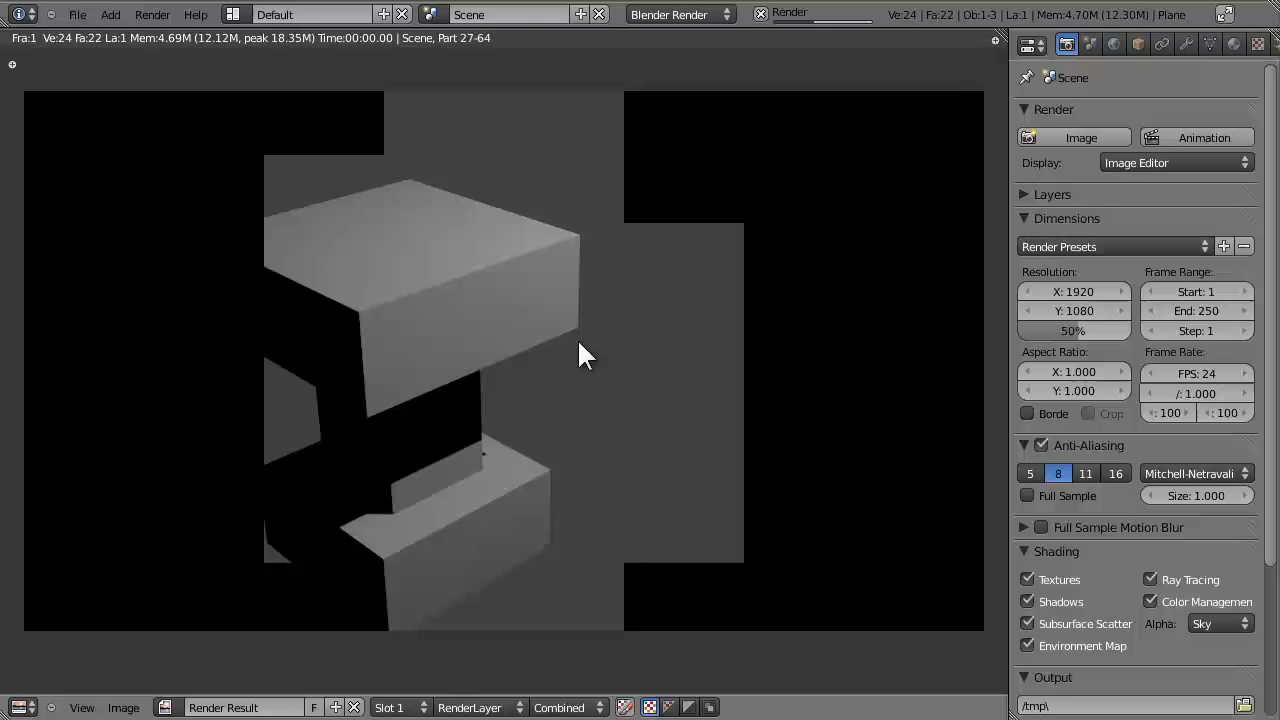 File Add Render Help Default Scene Blender Render Render Ve:24 | Fa:22 | Ob:1-3 | La:1 | Mem:4.70M (12.30M) | Plane
Fra:1 Ve:24 Fa:22 La:1 Mem:4.69M (12.12M, peak 18.35M) Time:00:00.00 | Scene, Part 27-64
Scene
Render
Image Animation
Display: Image Editor
Layers
Dimensions
Render Presets
Resolution: Frame Range:
X: 1920 Start: 1
Y: 1080 End: 250
50% Step: 1
Aspect Ratio: Frame Rate:
X: 1.000 FPS: 24
Y: 1.000 /: 1.000
Borde Crop : 100 : 100
Anti-Aliasing
5 8 11 16 Mitchell-Netravali
Full Sample Size: 1.000
Full Sample Motion Blur
Shading
Textures Ray Tracing
Shadows Color Managemen
Subsurface Scatter Alpha: Sky
Environment Map
Output
/tmp\
View Image Render Result F Slot 1 RenderLayer Combined